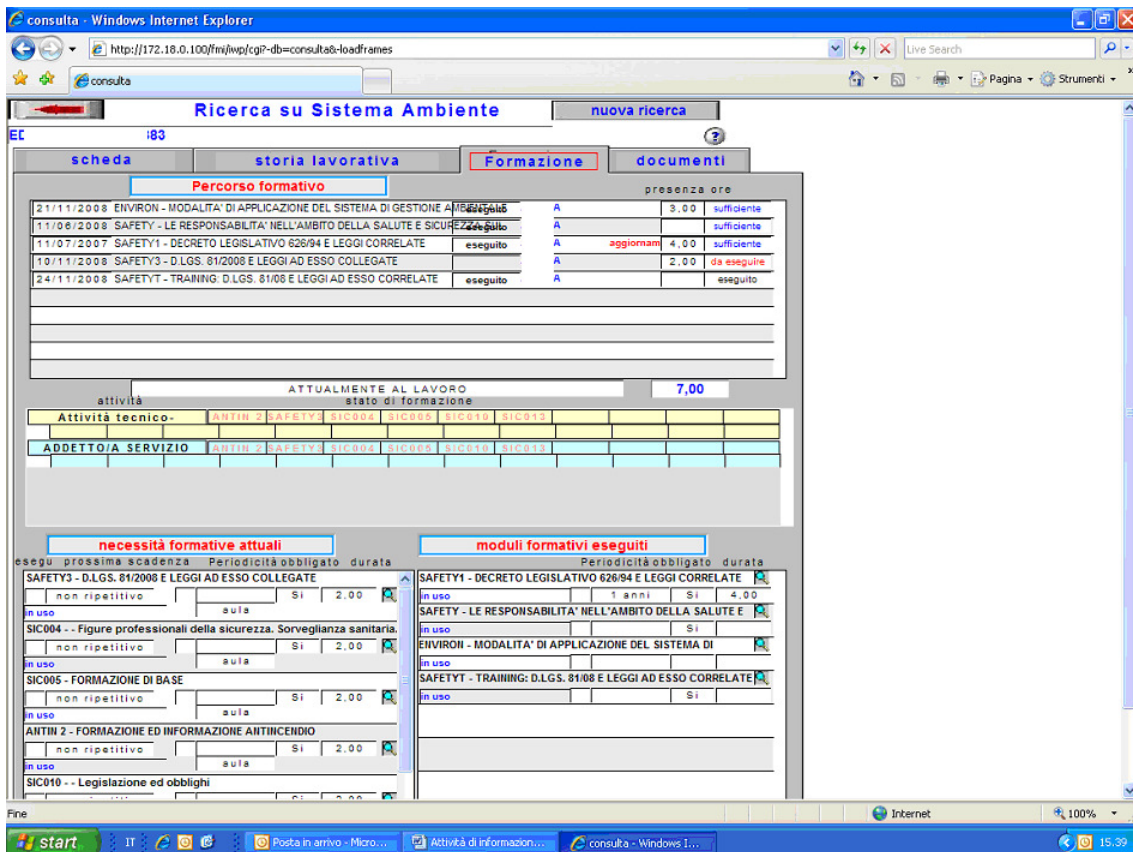 consulta - Windows Internet Explorer
http://172.18.0.100/fmi/iwp/cgi?-db=consulta&-loadframes
Live Search
consulta
Pagina
Strumenti
Ricerca su Sistema Ambiente
nuova ricerca
383
scheda
storia lavorativa
Formazione
documenti
Percorso formativo
presenza ore
21/11/2008 ENVIRON - MODALITA' DI APPLICAZIONE DEL SISTEMA DI GESTIONE AMBIENTALE eseguito A 3,00 sufficiente
11/06/2008 SAFETY - LE RESPONSABILITA' NELL'AMBITO DELLA SALUTE E SICUREZZA SUL eseguito A sufficiente
11/07/2007 SAFETY1 - DECRETO LEGISLATIVO 626/94 E LEGGI CORRELATE eseguito A aggiornam 4,00 sufficiente
10/11/2008 SAFETY3 - D.LGS. 81/2008 E LEGGI AD ESSO COLLEGATE A 2,00 da eseguire
24/11/2008 SAFETYT - TRAINING: D.LGS. 81/08 E LEGGI AD ESSO CORRELATE eseguito A eseguito
ATTUALMENTE AL LAVORO 7,00
attività stato di formazione
Attività tecnico- ANTIN 2 SAFETY3 SIC004 SIC005 SIC010 SIC013
ADDETTO/A SERVIZIO ANTIN 2 SAFETY3 SIC004 SIC005 SIC010 SIC013
necessità formative attuali
esegu prossima scadenza Periodicità obbligato durata
SAFETY3 - D.LGS. 81/2008 E LEGGI AD ESSO COLLEGATE
non ripetitivo Si 2,00
in uso aula
SIC004 - - Figure professionali della sicurezza. Sorveglianza sanitaria.
non ripetitivo Si 2,00
in uso aula
SIC005 - FORMAZIONE DI BASE
non ripetitivo Si 2,00
in uso aula
ANTIN 2 - FORMAZIONE ED INFORMAZIONE ANTINCENDIO
non ripetitivo Si 2,00
in uso aula
SIC010 - - Legislazione ed obblighi
moduli formativi eseguiti
Periodicità obbligato durata
SAFETY1 - DECRETO LEGISLATIVO 626/94 E LEGGI CORRELATE
in uso 1 anni Si 4,00
SAFETY - LE RESPONSABILITA' NELL'AMBITO DELLA SALUTE E
in uso Si
ENVIRON - MODALITA' DI APPLICAZIONE DEL SISTEMA DI
in uso
SAFETYT - TRAINING: D.LGS. 81/08 E LEGGI AD ESSO CORRELATE
in uso Si
Fine
Internet
100%
start
IT
Posta in arrivo - Micro...
Attività di informazion...
consulta - Windows I...
15.39